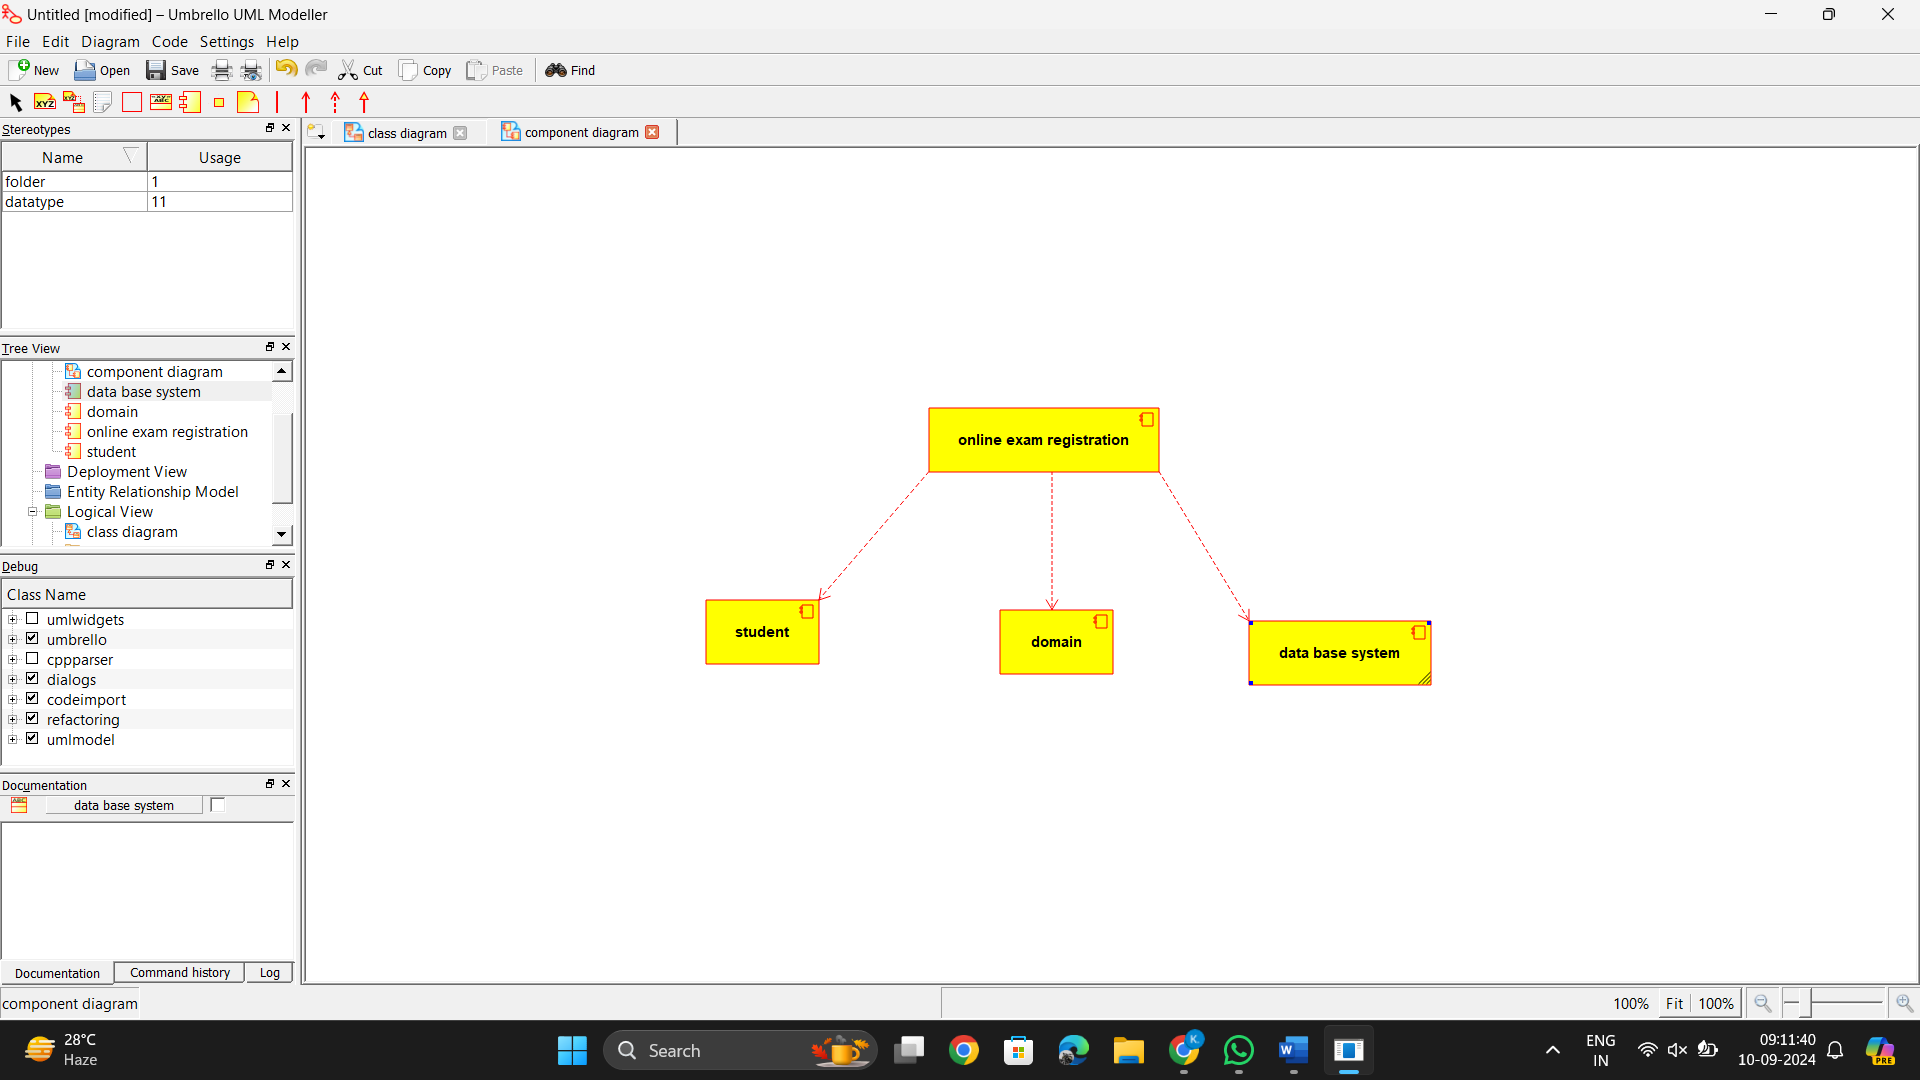 Untitled [modified] – Umbrello UML Modeller
File Edit Diagram Code Settings Help
New Open Save Cut Copy Paste Find
Stereotypes
class diagram component diagram
Name Usage
folder 1
datatype 11
Tree View
component diagram
data base system
domain
online exam registration
student
Deployment View
Entity Relationship Model
Logical View
class diagram
online exam registration
student
domain
data base system
Debug
Class Name
umlwidgets
umbrello
cppparser
dialogs
codeimport
refactoring
umlmodel
Documentation
data base system
Documentation Command history Log
component diagram
100% Fit 100%
28°C
Haze
Search
ENG
IN
09:11:40
10-09-2024